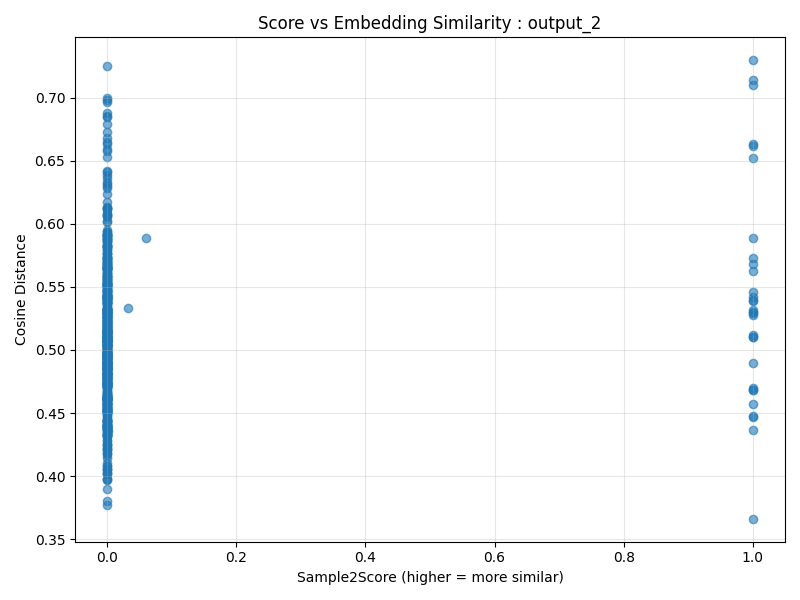 Score vs Embedding Similarity : output_2
Cosine Distance
0.70
0.65
0.60
0.55
0.50
0.45
0.40
0.35
0.0 0.2 0.4 0.6 0.8 1.0
Sample2Score (higher = more similar)